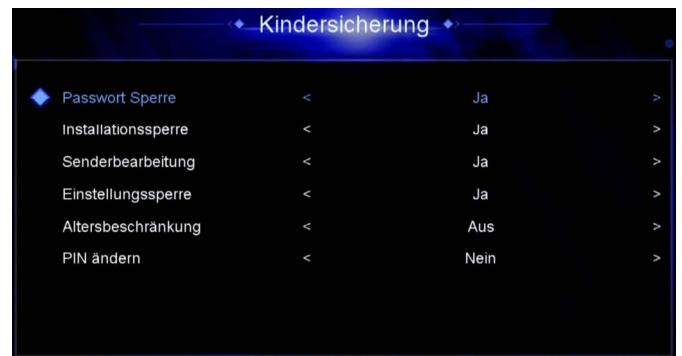 Kindersicherung
Passwort Sperre < Ja >
Installationssperre < Ja >
Senderbearbeitung < Ja >
Einstellungssperre < Ja >
Altersbeschränkung < Aus >
PIN ändern < Nein >